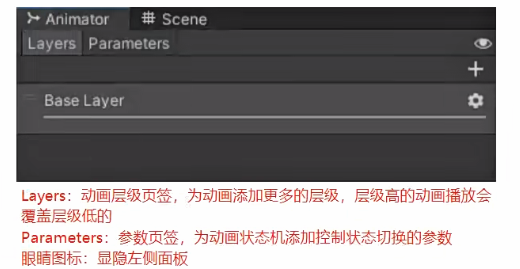 Animator
Scene
Layers Parameters
Base Layer
Layers：动画层级页签，为动画添加更多的层级，层级高的动画播放会
覆盖层级低的
Parameters：参数页签，为动画状态机添加控制状态切换的参数
眼睛图标：显隐左侧面板